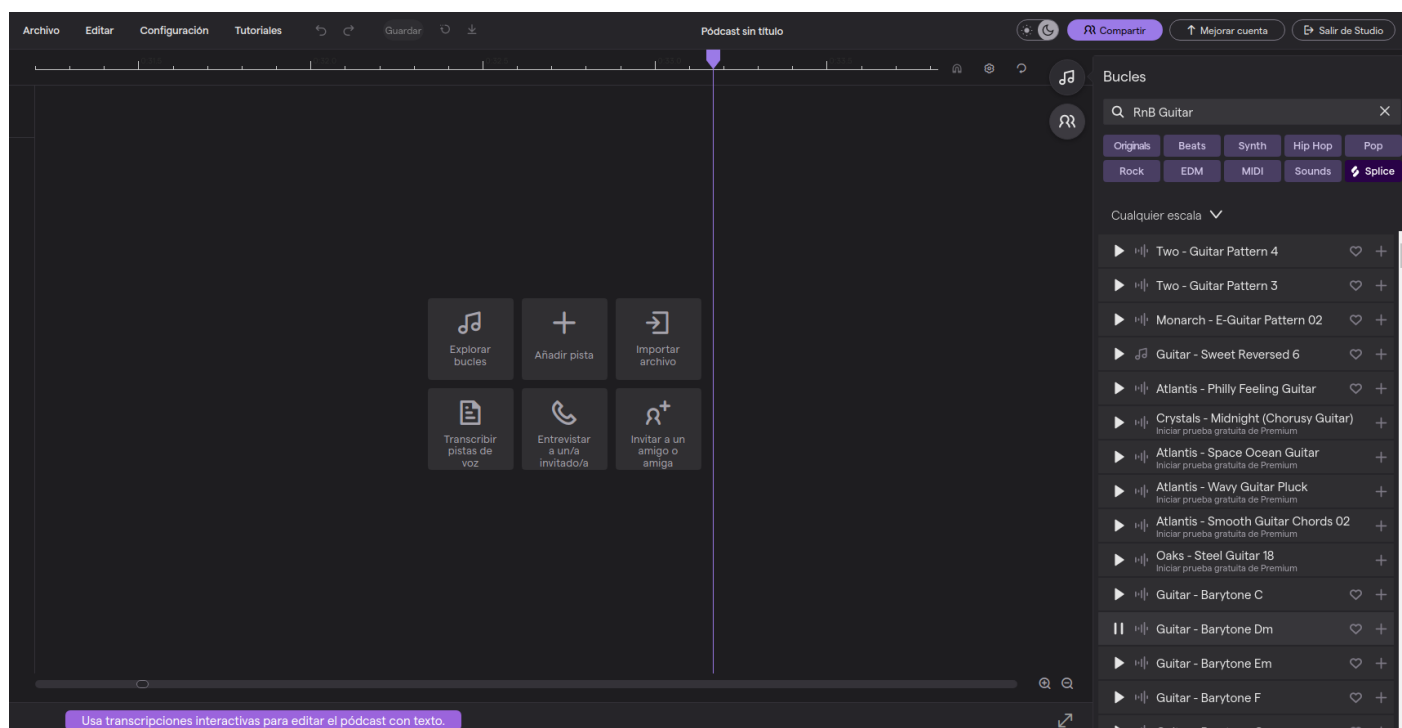 Archivo Editar Configuración Tutoriales Guardar Pódcast sin título Compartir Mejorar cuenta Salir de Studio
Bucles
RnB Guitar
Originals Beats Synth Hip Hop Pop
Rock EDM MIDI Sounds Splice
Cualquier escala
Two - Guitar Pattern 4
Two - Guitar Pattern 3
Monarch - E-Guitar Pattern 02
Guitar - Sweet Reversed 6
Atlantis - Philly Feeling Guitar
Crystals - Midnight (Chorusy Guitar)
Iniciar prueba gratuita de Premium
Atlantis - Space Ocean Guitar
Iniciar prueba gratuita de Premium
Atlantis - Wavy Guitar Pluck
Iniciar prueba gratuita de Premium
Atlantis - Smooth Guitar Chords 02
Iniciar prueba gratuita de Premium
Oaks - Steel Guitar 18
Iniciar prueba gratuita de Premium
Guitar - Barytone C
Guitar - Barytone Dm
Guitar - Barytone Em
Guitar - Barytone F
Explorar
bucles
Añadir pista
Importar
archivo
Transcribir
pistas de
voz
Entrevistar
a un/a
invitado/a
Invitar a un
amigo o
amiga
Usa transcripciones interactivas para editar el pódcast con texto.